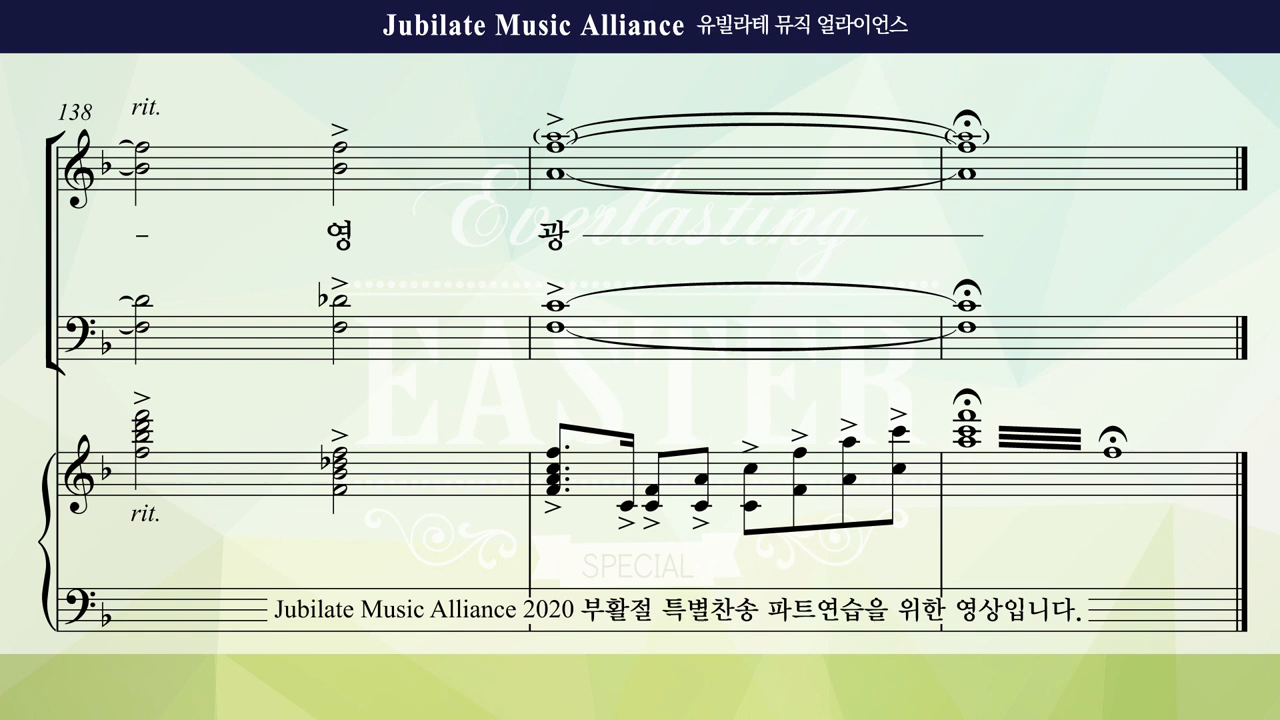 Jubilate Music Alliance 유빌라테 뮤직 얼라이언스
138 rit.
Everlasting
- 영 광
EASTER
rit.
SPECIAL
Jubilate Music Alliance 2020 부활절 특별찬송 파트연습을 위한 영상입니다.